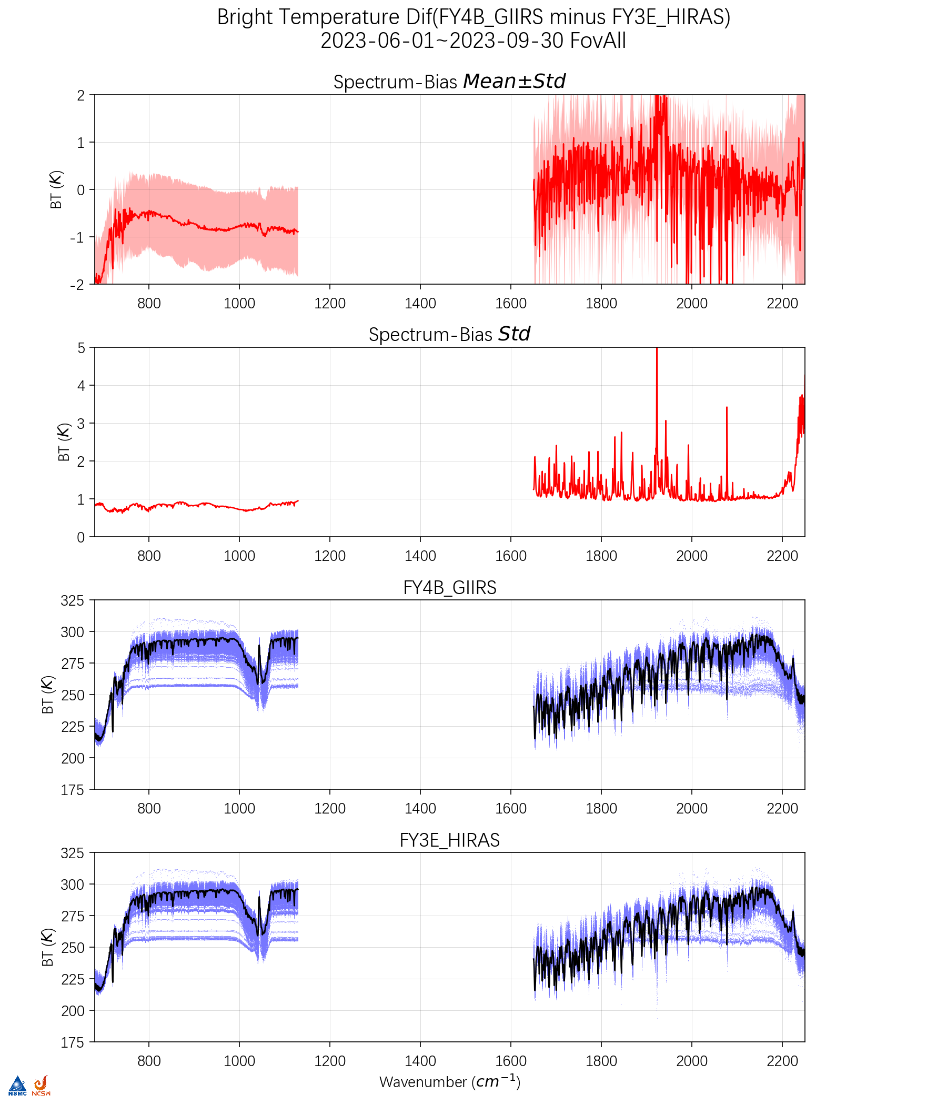 Bright Temperature Dif(FY4B_GIIRS minus FY3E_HIRAS)
2023-06-01~2023-09-30 FovAll
Spectrum-Bias Mean±Std
2
1
0
-1
-2
BT (K)
800 1000 1200 1400 1600 1800 2000 2200
Spectrum-Bias Std
5
4
3
2
1
0
BT (K)
800 1000 1200 1400 1600 1800 2000 2200
FY4B_GIIRS
325
300
275
250
225
200
175
BT (K)
800 1000 1200 1400 1600 1800 2000 2200
FY3E_HIRAS
325
300
275
250
225
200
175
BT (K)
800 1000 1200 1400 1600 1800 2000 2200
Wavenumber (cm⁻¹)
NSMC NCSM